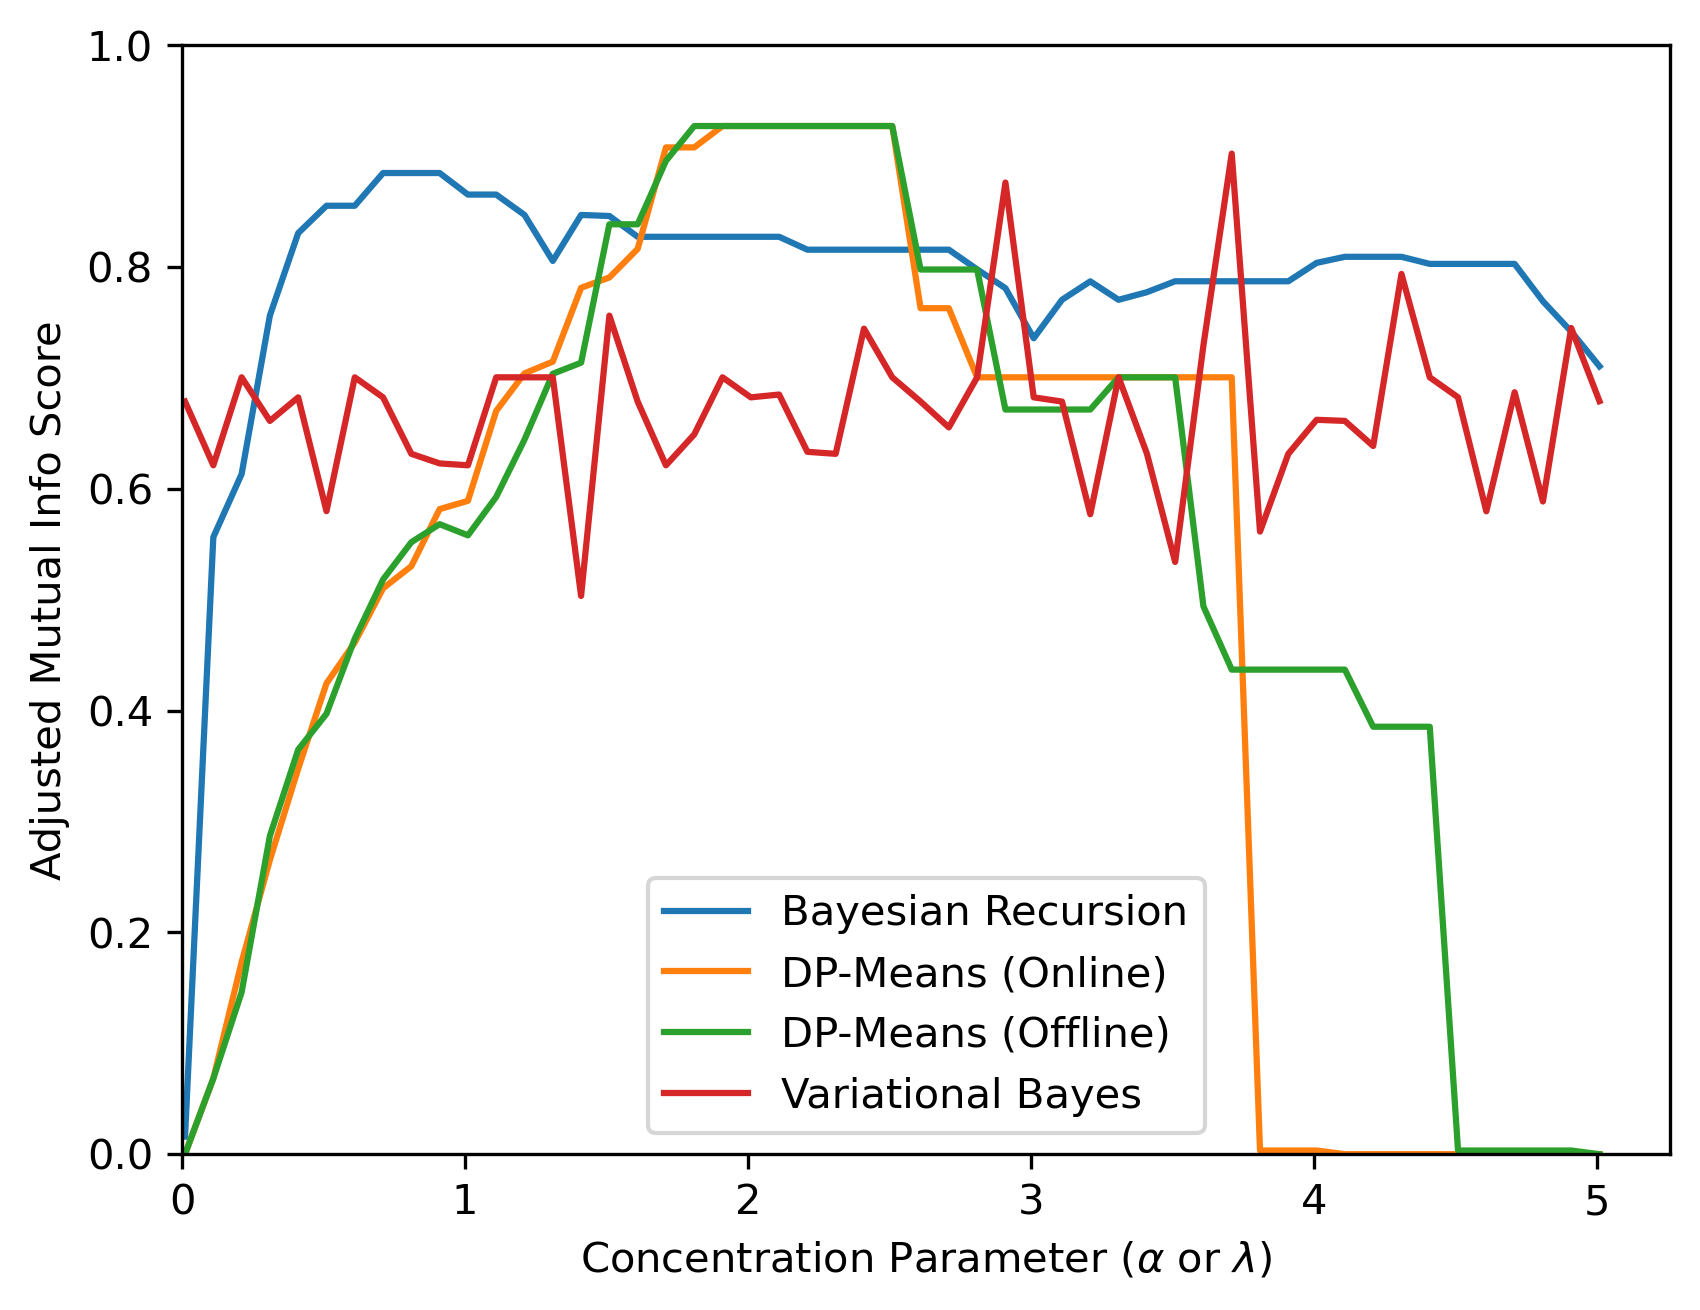 1.0
0.8
0.6
0.4
0.2
0.0
Adjusted Mutual Info Score
Bayesian Recursion
DP-Means (Online)
DP-Means (Offline)
Variational Bayes
0 1 2 3 4 5
Concentration Parameter (α or λ)